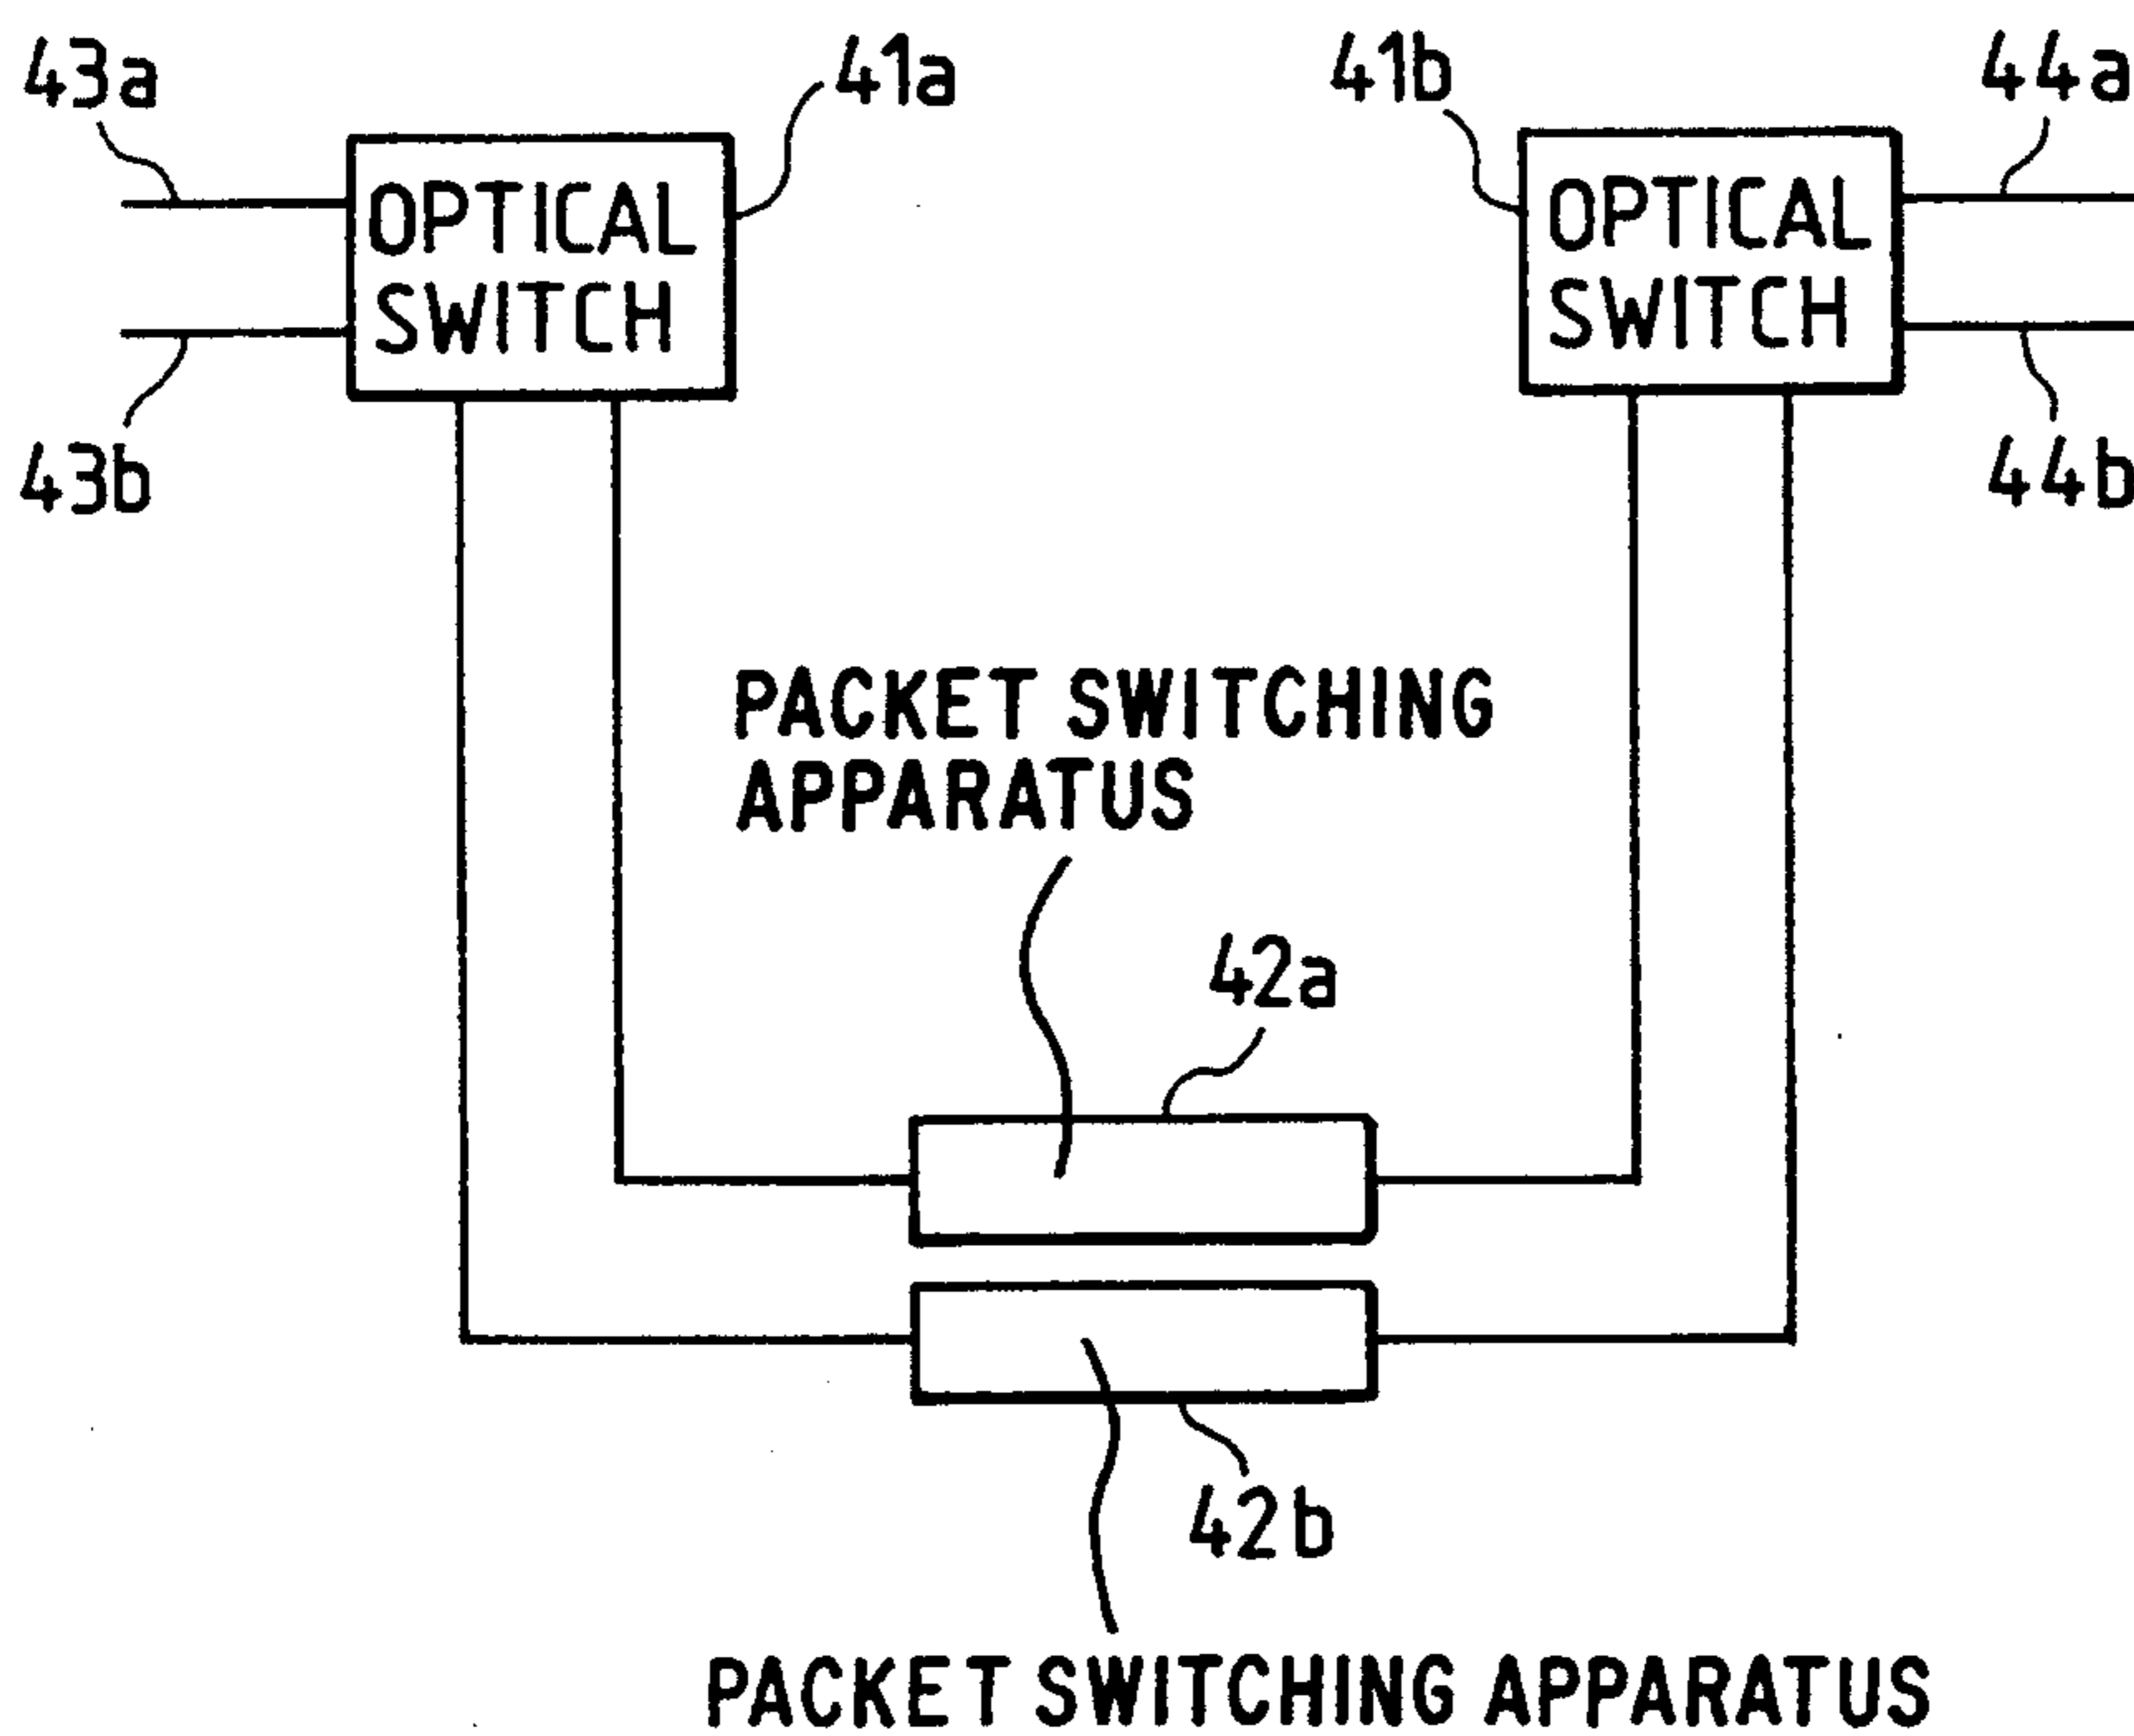 43a
41a
41b
44a
OPTICAL
SWITCH
OPTICAL
SWITCH
43b
44b
PACKET SWITCHING
APPARATUS
42a
42b
PACKET SWITCHING APPARATUS